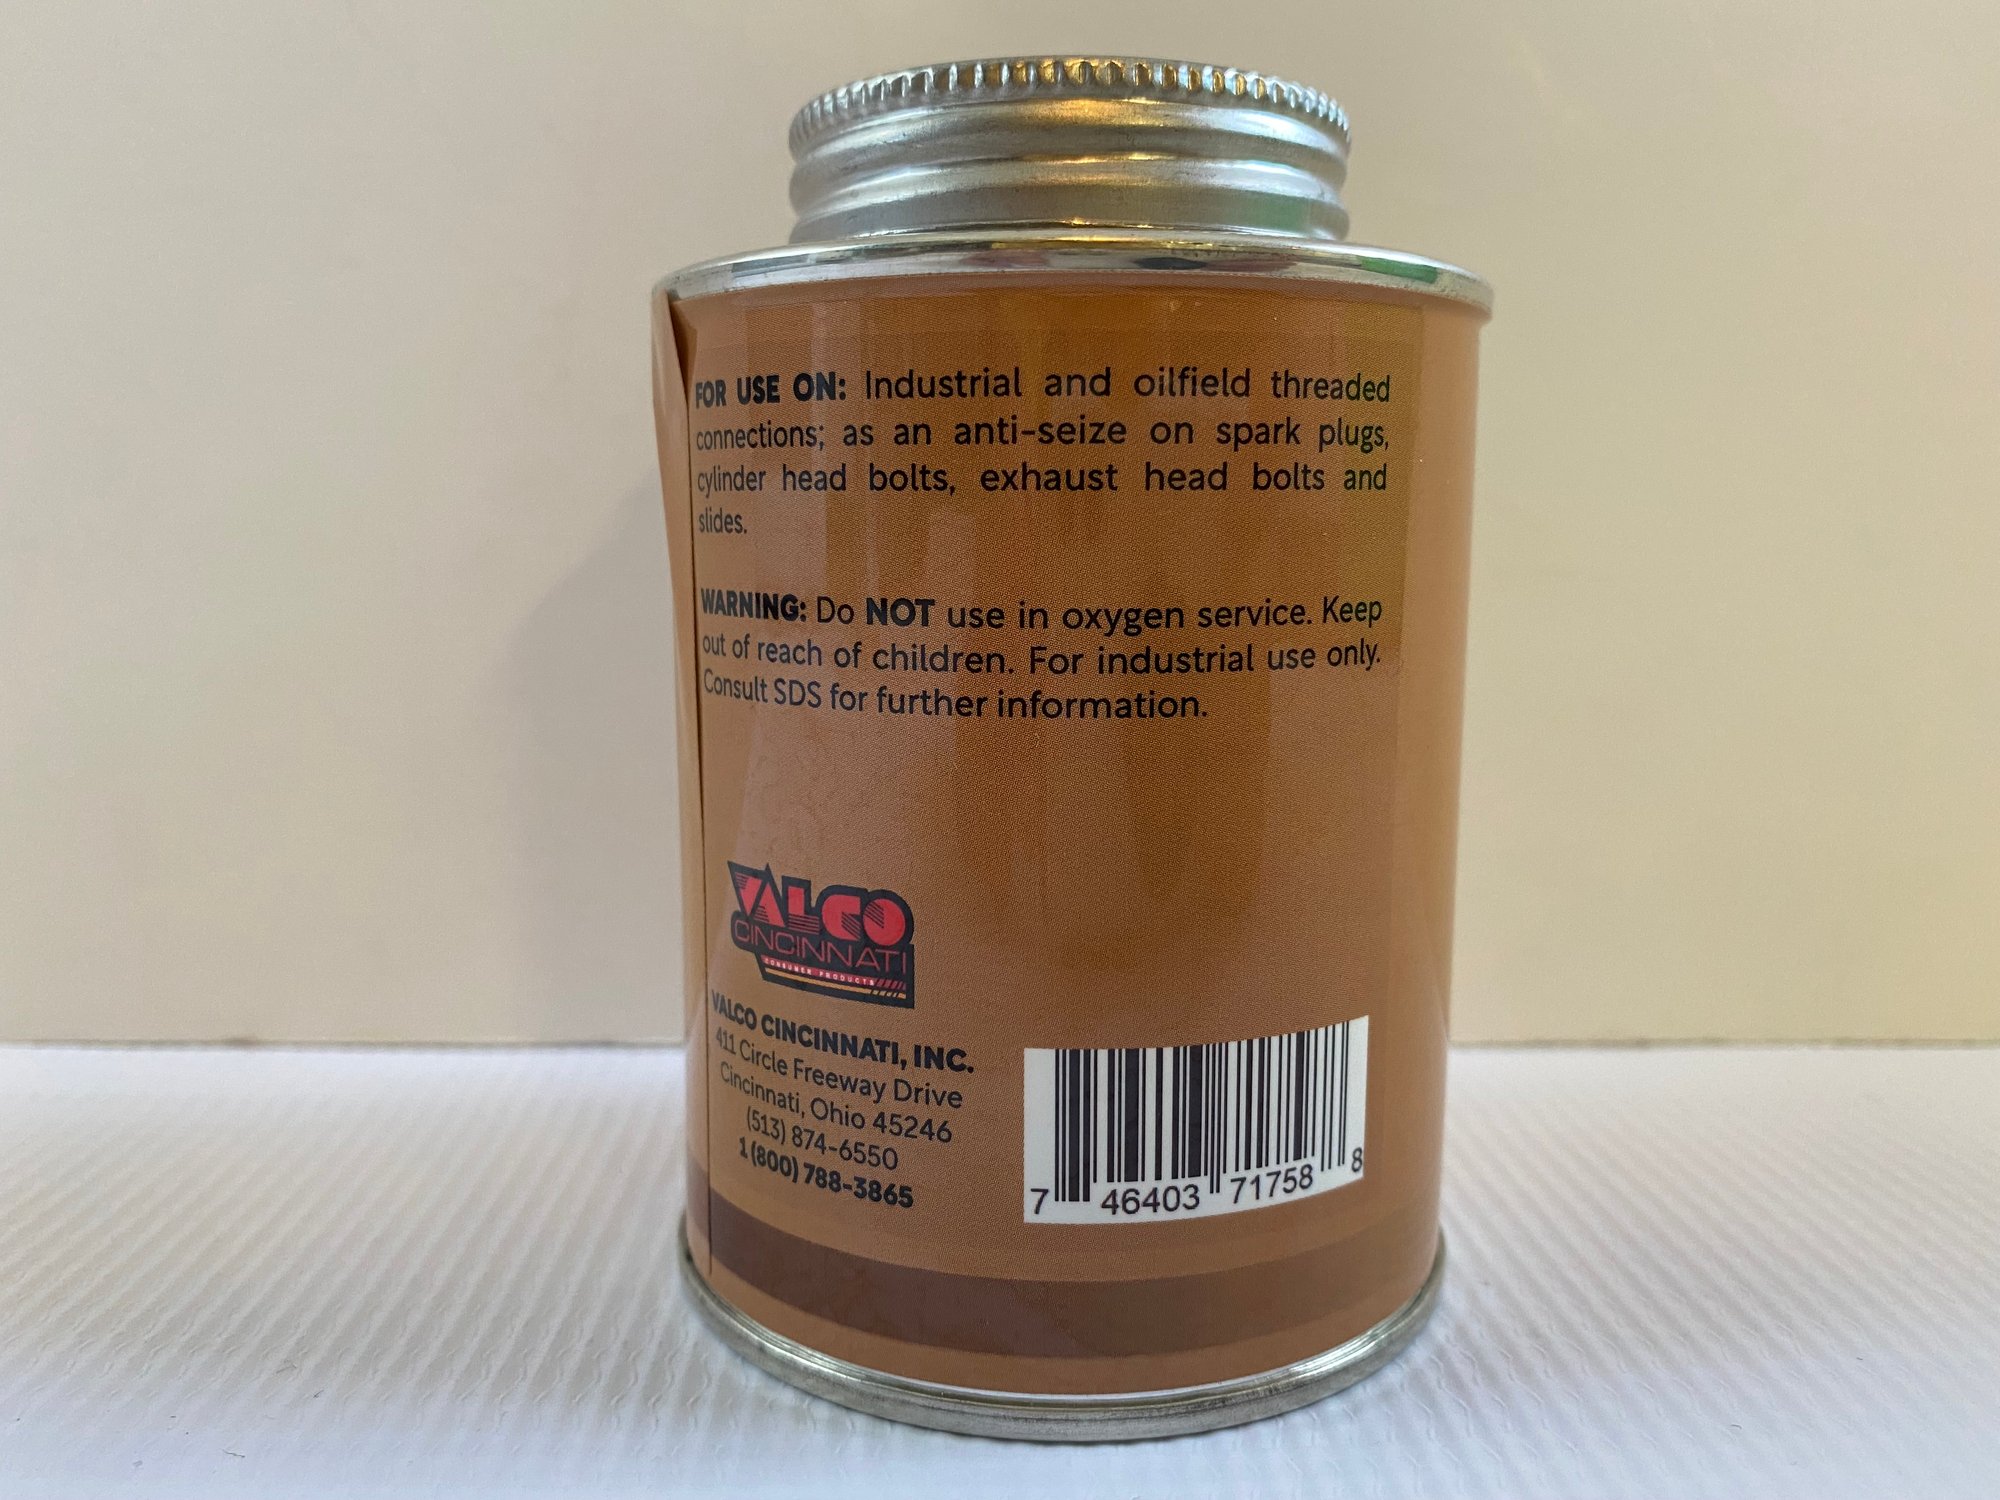 FOR USE ON: Industrial and oilfield threaded
connections; as an anti-seize on spark plugs,
cylinder head bolts, exhaust head bolts and
slides.
WARNING: Do NOT use in oxygen service. Keep
out of reach of children. For industrial use only.
Consult SDS for further information.
VALCO
CINCINNATI
CONSUMER PRODUCTS
VALCO CINCINNATI, INC.
411 Circle Freeway Drive
Cincinnati, Ohio 45246
(513) 874-6550
1 (800) 788-3865
7 46403 71758 8